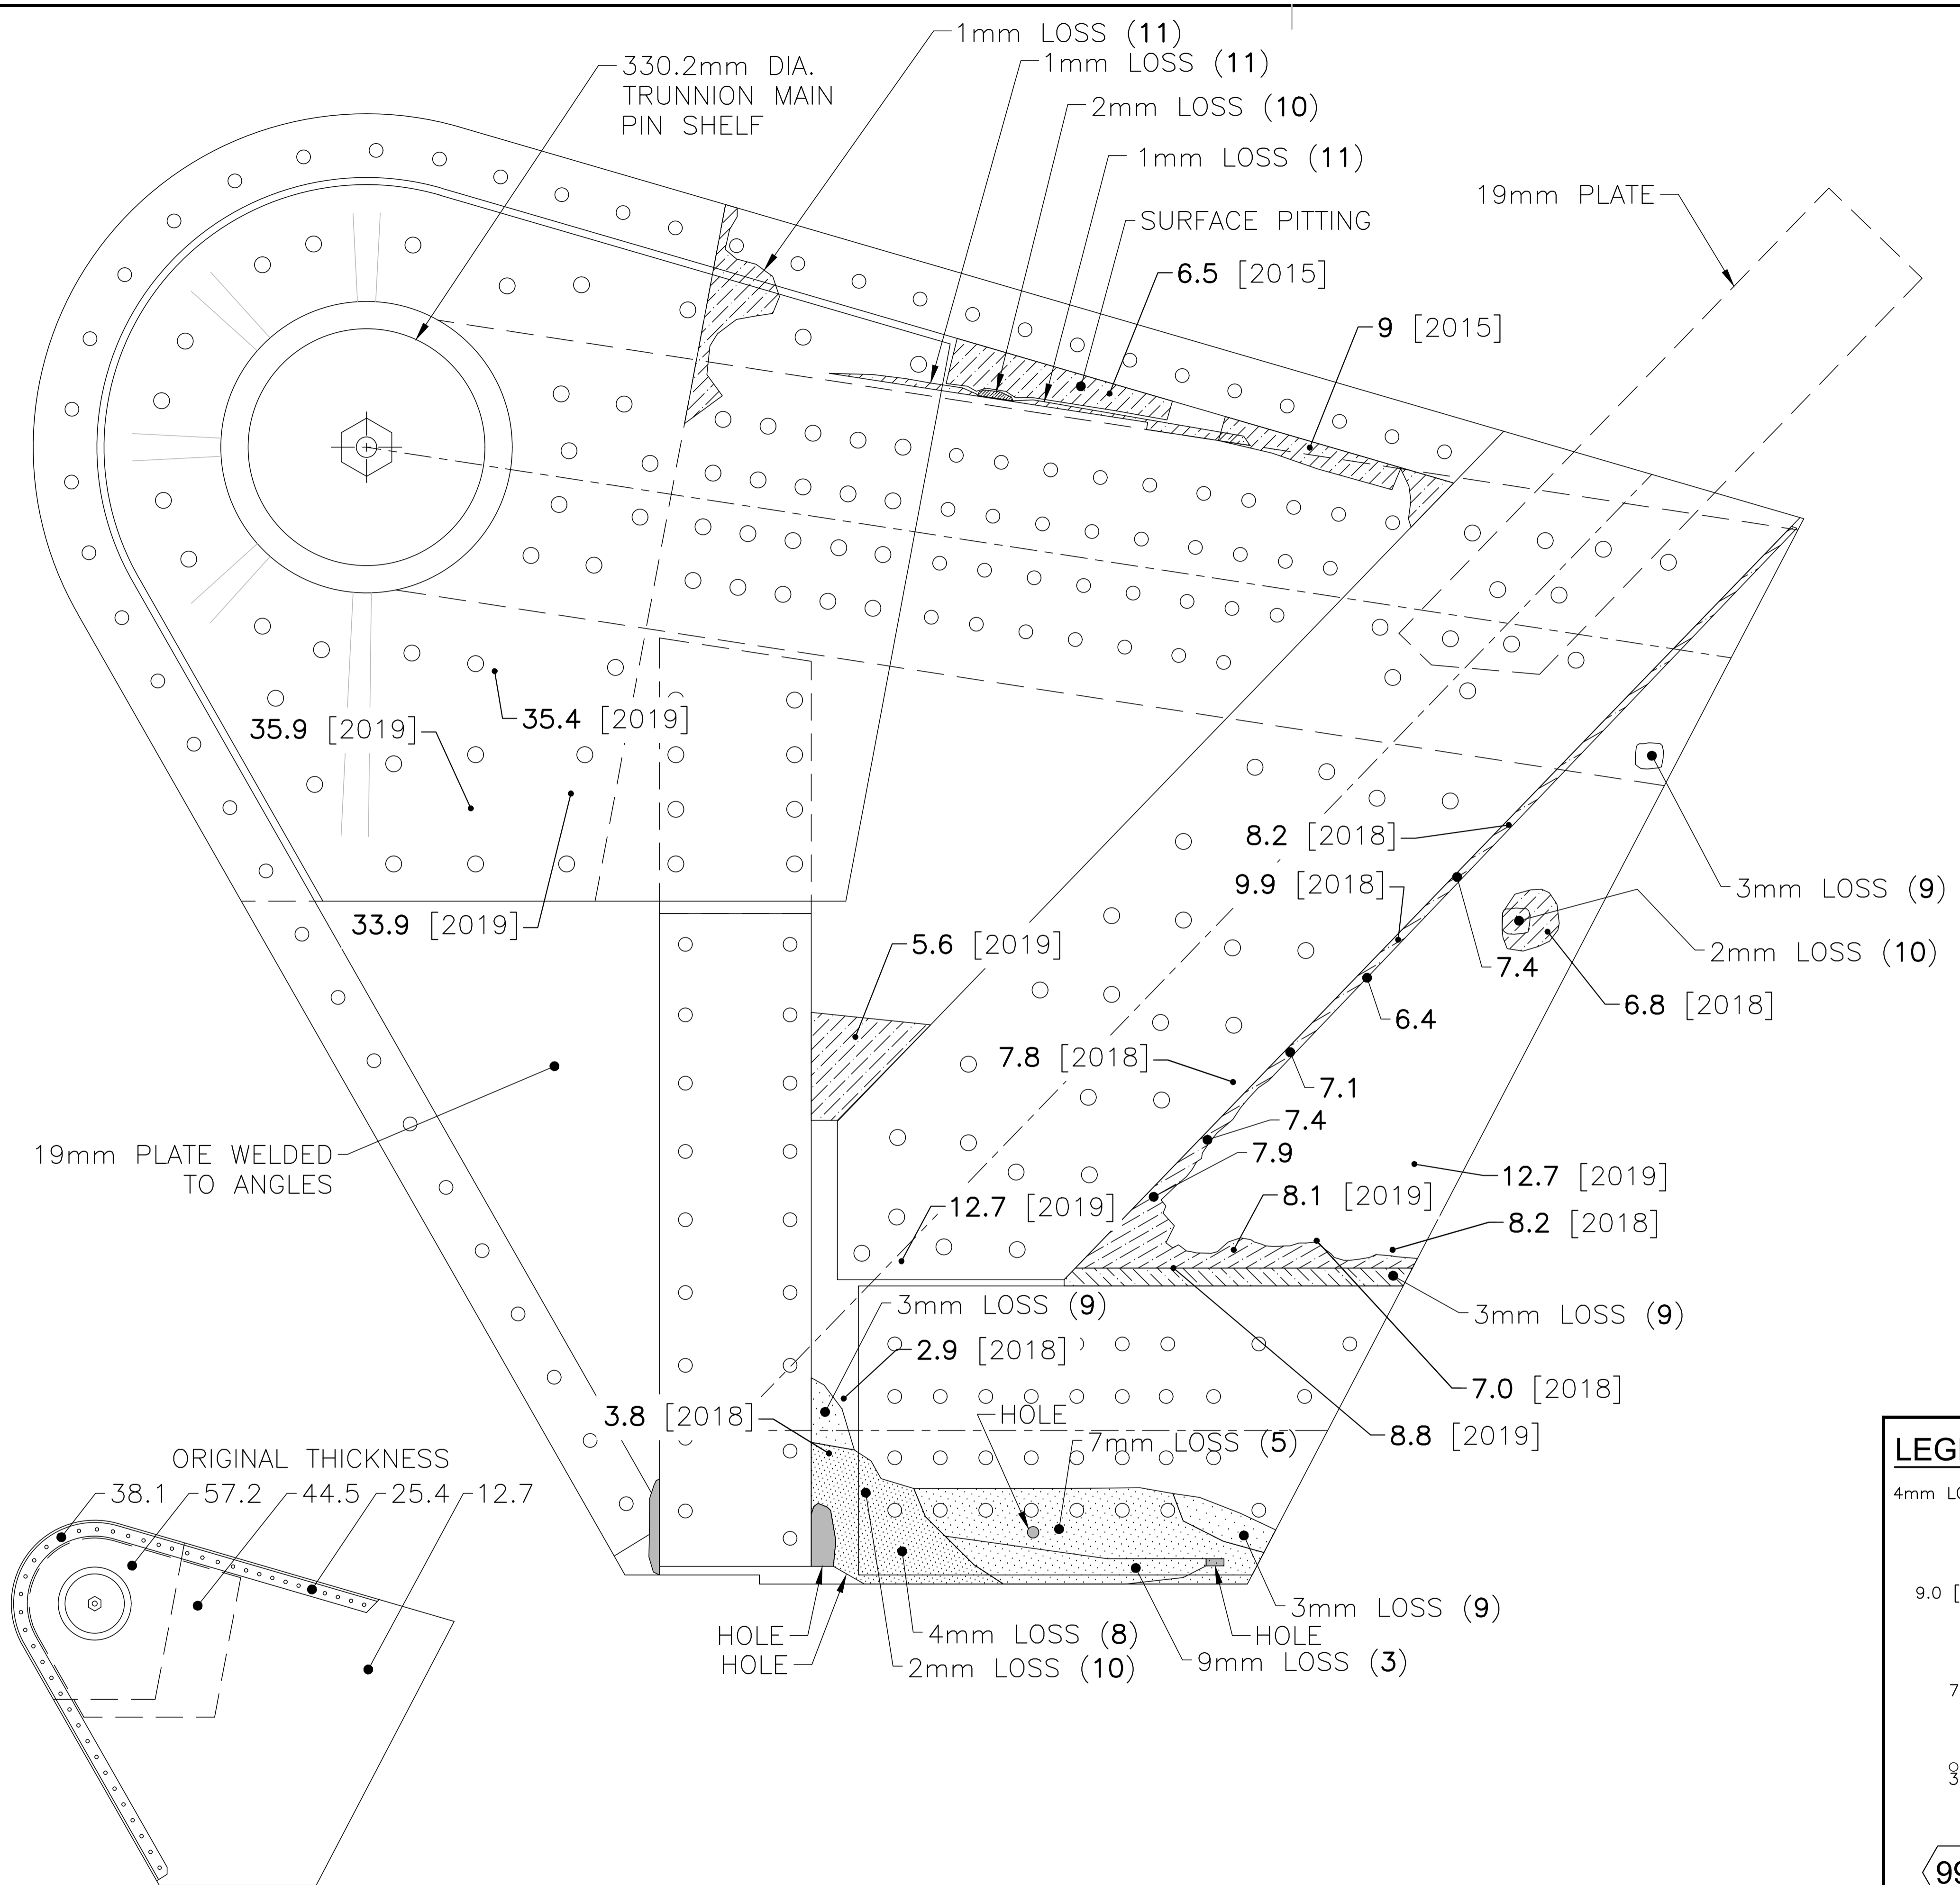 1mm LOSS (11)
1mm LOSS (11)
330.2mm DIA.
TRUNNION MAIN
PIN SHELF
2mm LOSS (10)
1mm LOSS (11)
19mm PLATE
SURFACE PITTING
6.5 [2015]
9 [2015]
35.9 [2019]
35.4 [2019]
33.9 [2019]
8.2 [2018]
9.9 [2018]
3mm LOSS (9)
5.6 [2019]
7.4
2mm LOSS (10)
6.8 [2018]
6.4
7.8 [2018]
7.1
7.4
7.9
19mm PLATE WELDED
TO ANGLES
12.7 [2019]
8.1 [2019]
12.7 [2019]
8.2 [2018]
3mm LOSS (9)
3mm LOSS (9)
2.9 [2018]
7.0 [2018]
3.8 [2018]
HOLE
7mm LOSS (5)
8.8 [2019]
ORIGINAL THICKNESS
38.1
57.2
44.5
25.4
12.7
3mm LOSS (9)
HOLE
4mm LOSS (8)
HOLE
HOLE
2mm LOSS (10)
9mm LOSS (3)
LEG
4mm LO
9.0 [
7
3
99